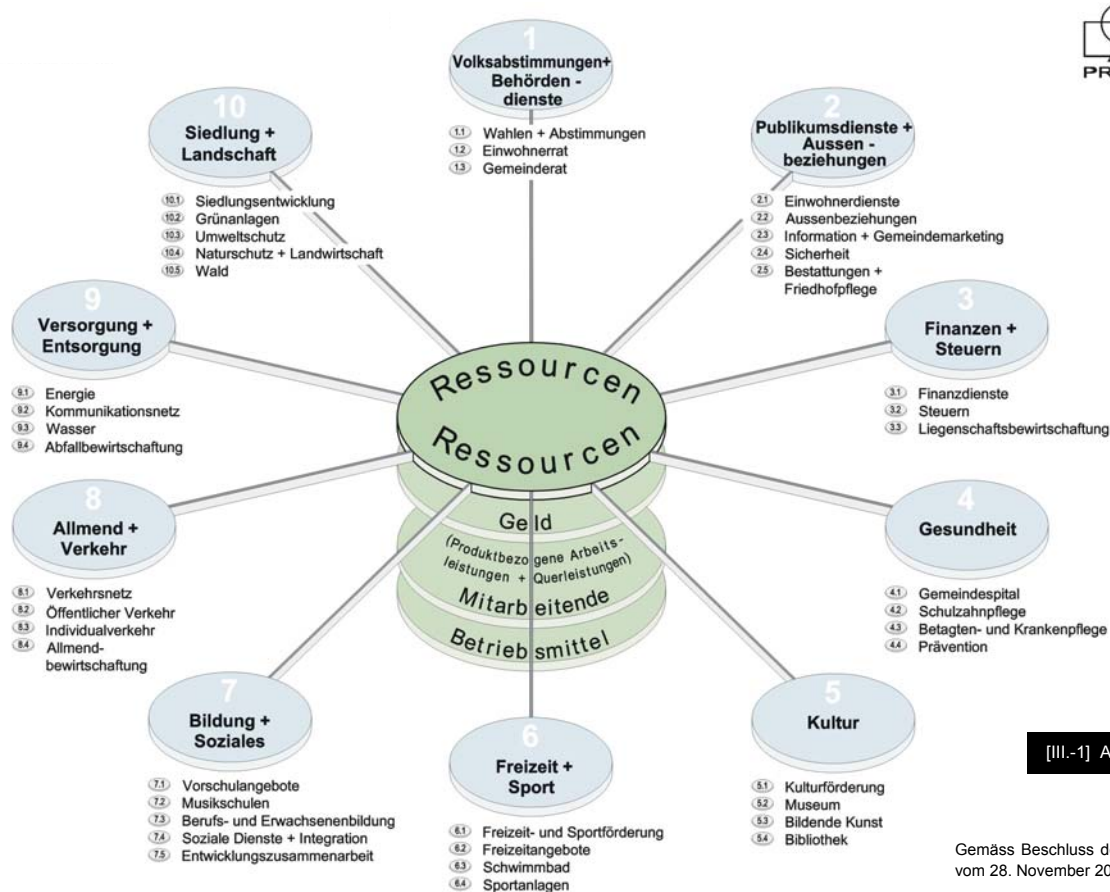 PR
1
Volksabstimmungen+
Behörden -
dienste
1.1 Wahlen + Abstimmungen
1.2 Einwohnerrat
1.3 Gemeinderat
2
Publikumsdienste +
Aussen -
beziehungen
2.1 Einwohnerdienste
2.2 Aussenbeziehungen
2.3 Information + Gemeindemarketing
2.4 Sicherheit
2.5 Bestattungen +
Friedhofpflege
3
Finanzen +
Steuern
3.1 Finanzdienste
3.2 Steuern
3.3 Liegenschaftsbewirtschaftung
4
Gesundheit
4.1 Gemeindespital
4.2 Schulzahnpflege
4.3 Betagten- und Krankenpflege
4.4 Prävention
5
Kultur
5.1 Kulturförderung
5.2 Museum
5.3 Bildende Kunst
5.4 Bibliothek
6
Freizeit +
Sport
6.1 Freizeit- und Sportförderung
6.2 Freizeitangebote
6.3 Schwimmbad
6.4 Sportanlagen
7
Bildung +
Soziales
7.1 Vorschulangebote
7.2 Musikschulen
7.3 Berufs- und Erwachsenenbildung
7.4 Soziale Dienste + Integration
7.5 Entwicklungszusammenarbeit
8
Allmend +
Verkehr
8.1 Verkehrsnetz
8.2 Öffentlicher Verkehr
8.3 Individualverkehr
8.4 Allmend-
bewirtschaftung
9
Versorgung +
Entsorgung
9.1 Energie
9.2 Kommunikationsnetz
9.3 Wasser
9.4 Abfallbewirtschaftung
10
Siedlung +
Landschaft
10.1 Siedlungsentwicklung
10.2 Grünanlagen
10.3 Umweltschutz
10.4 Naturschutz + Landwirtschaft
10.5 Wald
Ressourcen
Ressourcen
Geld
(Produktbezogene Arbeits-
leistungen + Querleistungen)
Mitarbeitende
Betriebsmittel
[III.-1] A
Gemäss Beschluss d
vom 28. November 20